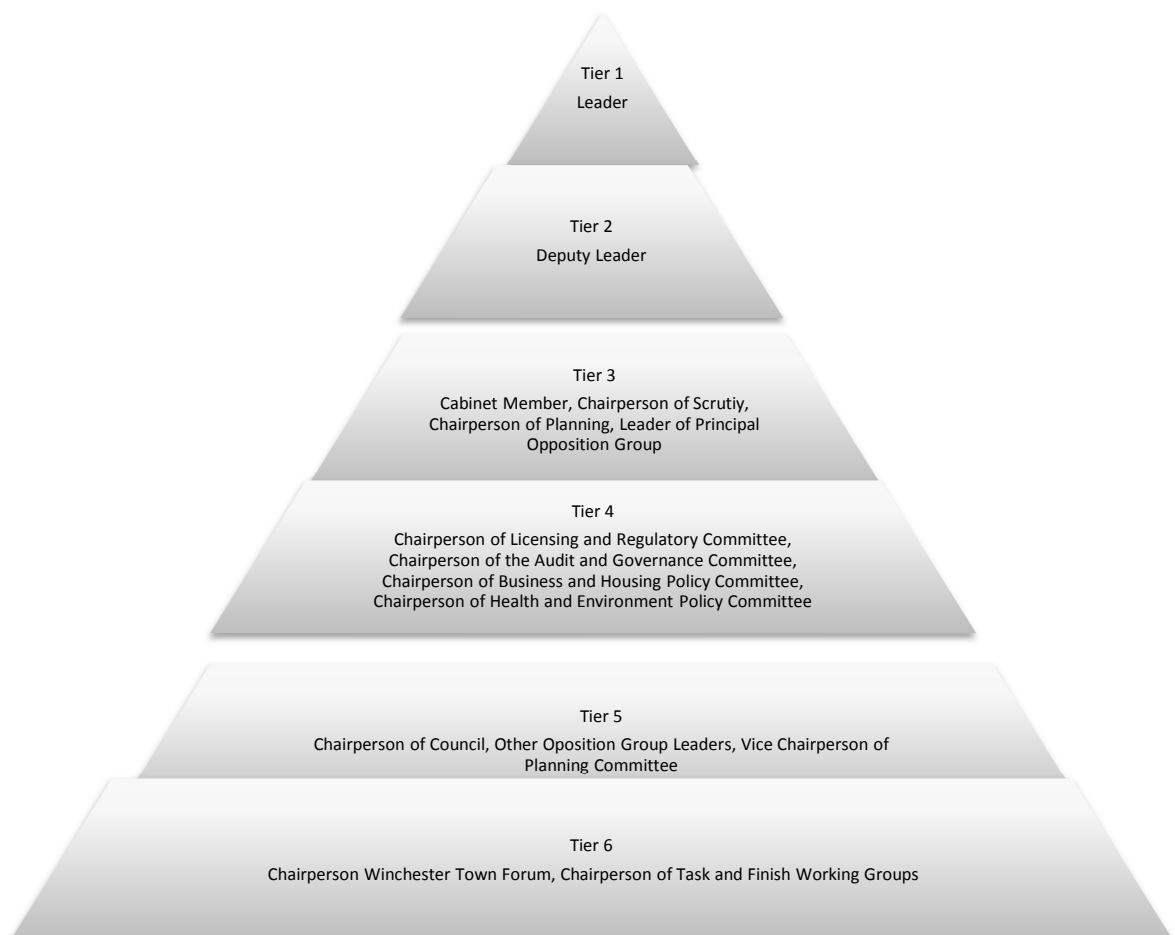 Tier 1
Leader
Tier 2
Deputy Leader
Tier 3
Cabinet Member, Chairperson of Scrutiy,
Chairperson of Planning, Leader of Principal
Opposition Group
Tier 4
Chairperson of Licensing and Regulatory Committee,
Chairperson of the Audit and Governance Committee,
Chairperson of Business and Housing Policy Committee,
Chairperson of Health and Environment Policy Committee
Tier 5
Chairperson of Council, Other Oposition Group Leaders, Vice Chairperson of
Planning Committee
Tier 6
Chairperson Winchester Town Forum, Chairperson of Task and Finish Working Groups